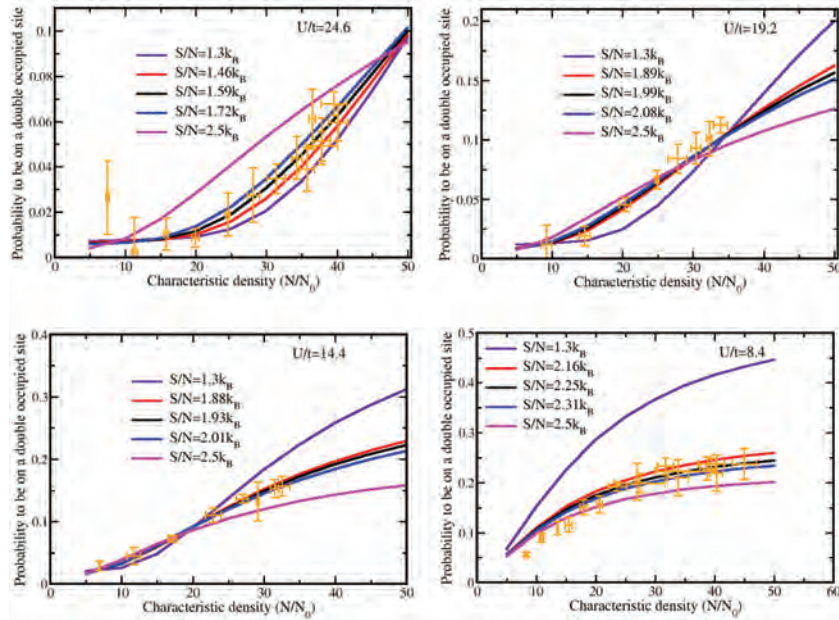 U/t=24.6
S/N=1.3k_B
S/N=1.46k_B
S/N=1.59k_B
S/N=1.72k_B
S/N=2.5k_B
Probability to be on a double occupied site
0.1
0.08
0.06
0.04
0.02
0
0 10 20 30 40 50
Characteristic density (N/N_0)
U/t=19.2
S/N=1.3k_B
S/N=1.89k_B
S/N=1.99k_B
S/N=2.08k_B
S/N=2.5k_B
Probability to be on a double occupied site
0.2
0.15
0.1
0.05
0
0 10 20 30 40 50
Characteristic density (N/N_0)
U/t=14.4
S/N=1.3k_B
S/N=1.88k_B
S/N=1.93k_B
S/N=2.01k_B
S/N=2.5k_B
Probability to be on a double occupied site
0.4
0.3
0.2
0.1
0
0 10 20 30 40 50
Characteristic density (N/N_0)
U/t=8.4
S/N=1.3k_B
S/N=2.16k_B
S/N=2.25k_B
S/N=2.31k_B
S/N=2.5k_B
Probability to be on a double occupied site
0.5
0.4
0.3
0.2
0.1
0
0 10 20 30 40 50 60
Characteristic density (N/N_0)